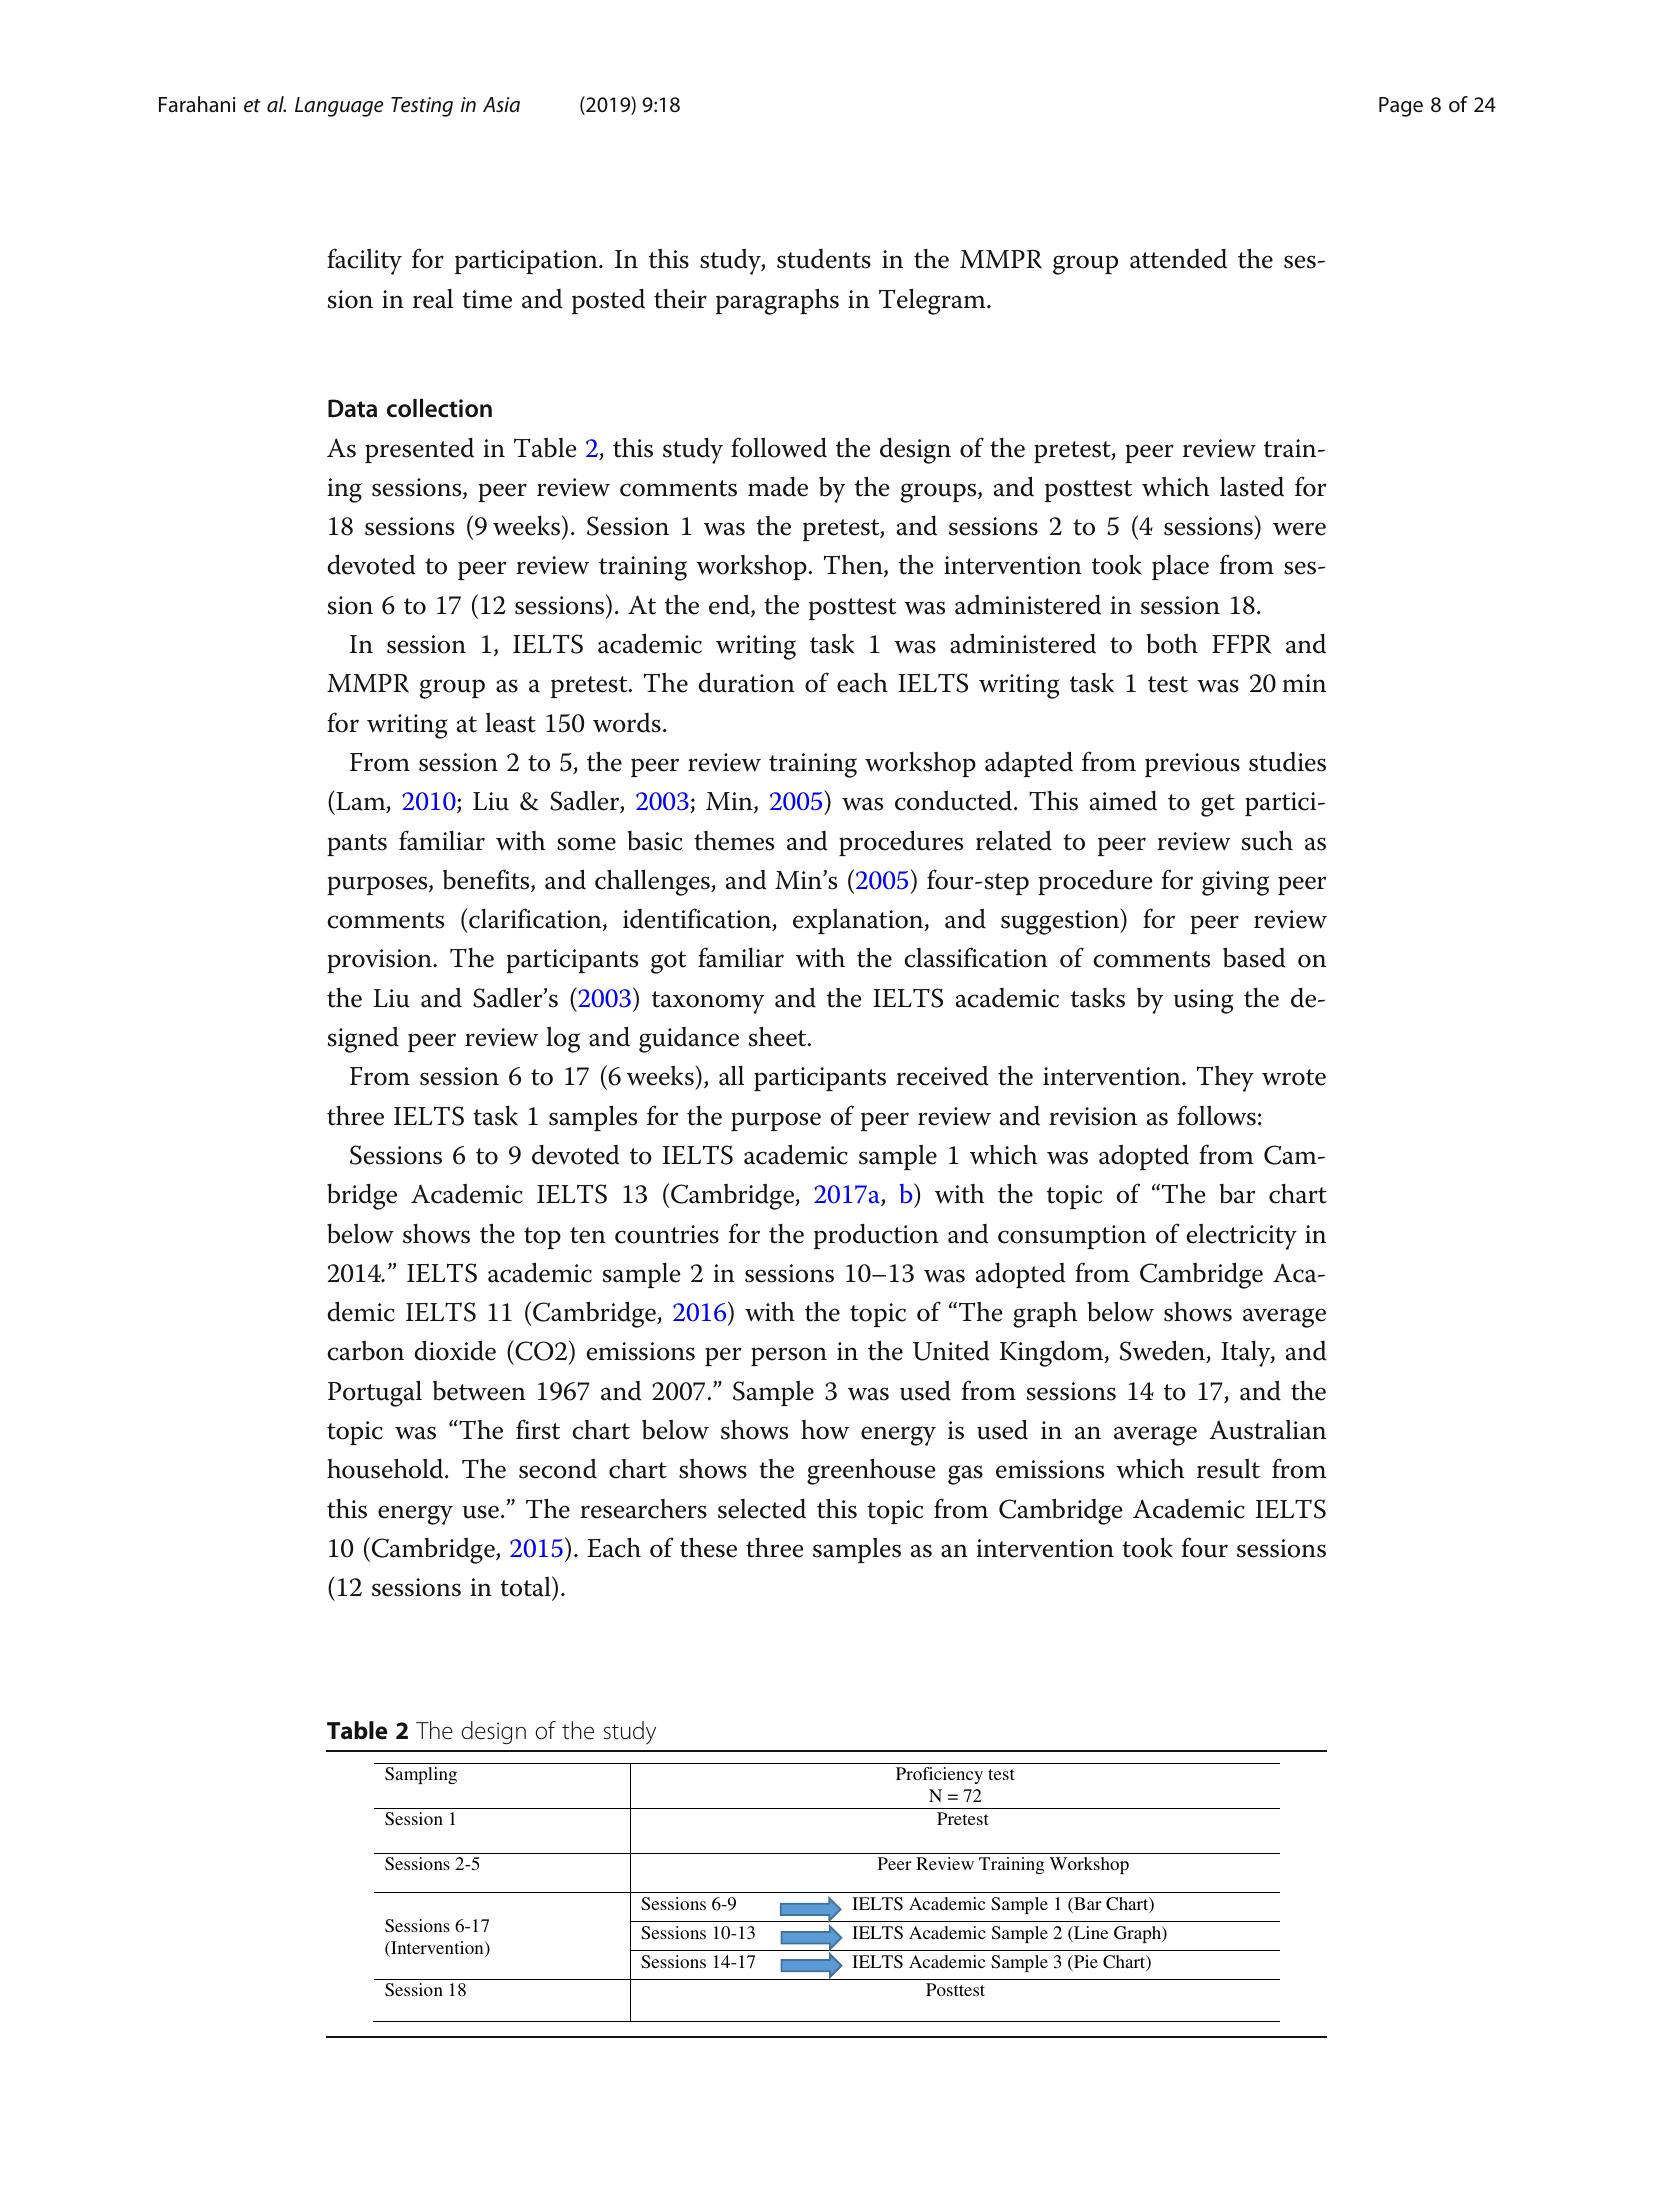 Farahani et al. Language Testing in Asia (2019) 9:18 Page 8 of 24
facility for participation. In this study, students in the MMPR group attended the ses-
sion in real time and posted their paragraphs in Telegram.
Data collection
As presented in Table 2, this study followed the design of the pretest, peer review train-
ing sessions, peer review comments made by the groups, and posttest which lasted for
18 sessions (9 weeks). Session 1 was the pretest, and sessions 2 to 5 (4 sessions) were
devoted to peer review training workshop. Then, the intervention took place from ses-
sion 6 to 17 (12 sessions). At the end, the posttest was administered in session 18.
In session 1, IELTS academic writing task 1 was administered to both FFPR and
MMPR group as a pretest. The duration of each IELTS writing task 1 test was 20 min
for writing at least 150 words.
From session 2 to 5, the peer review training workshop adapted from previous studies
(Lam, 2010; Liu & Sadler, 2003; Min, 2005) was conducted. This aimed to get partici-
pants familiar with some basic themes and procedures related to peer review such as
purposes, benefits, and challenges, and Min’s (2005) four-step procedure for giving peer
comments (clarification, identification, explanation, and suggestion) for peer review
provision. The participants got familiar with the classification of comments based on
the Liu and Sadler’s (2003) taxonomy and the IELTS academic tasks by using the de-
signed peer review log and guidance sheet.
From session 6 to 17 (6 weeks), all participants received the intervention. They wrote
three IELTS task 1 samples for the purpose of peer review and revision as follows:
Sessions 6 to 9 devoted to IELTS academic sample 1 which was adopted from Cam-
bridge Academic IELTS 13 (Cambridge, 2017a, b) with the topic of “The bar chart
below shows the top ten countries for the production and consumption of electricity in
2014.” IELTS academic sample 2 in sessions 10–13 was adopted from Cambridge Aca-
demic IELTS 11 (Cambridge, 2016) with the topic of “The graph below shows average
carbon dioxide (CO2) emissions per person in the United Kingdom, Sweden, Italy, and
Portugal between 1967 and 2007.” Sample 3 was used from sessions 14 to 17, and the
topic was “The first chart below shows how energy is used in an average Australian
household. The second chart shows the greenhouse gas emissions which result from
this energy use.” The researchers selected this topic from Cambridge Academic IELTS
10 (Cambridge, 2015). Each of these three samples as an intervention took four sessions
(12 sessions in total).
Table 2 The design of the study
Sampling Proficiency test
N = 72
Session 1 Pretest
Sessions 2-5 Peer Review Training Workshop
Sessions 6-17
(Intervention)
Sessions 6-9 IELTS Academic Sample 1 (Bar Chart)
Sessions 10-13 IELTS Academic Sample 2 (Line Graph)
Sessions 14-17 IELTS Academic Sample 3 (Pie Chart)
Session 18 Posttest